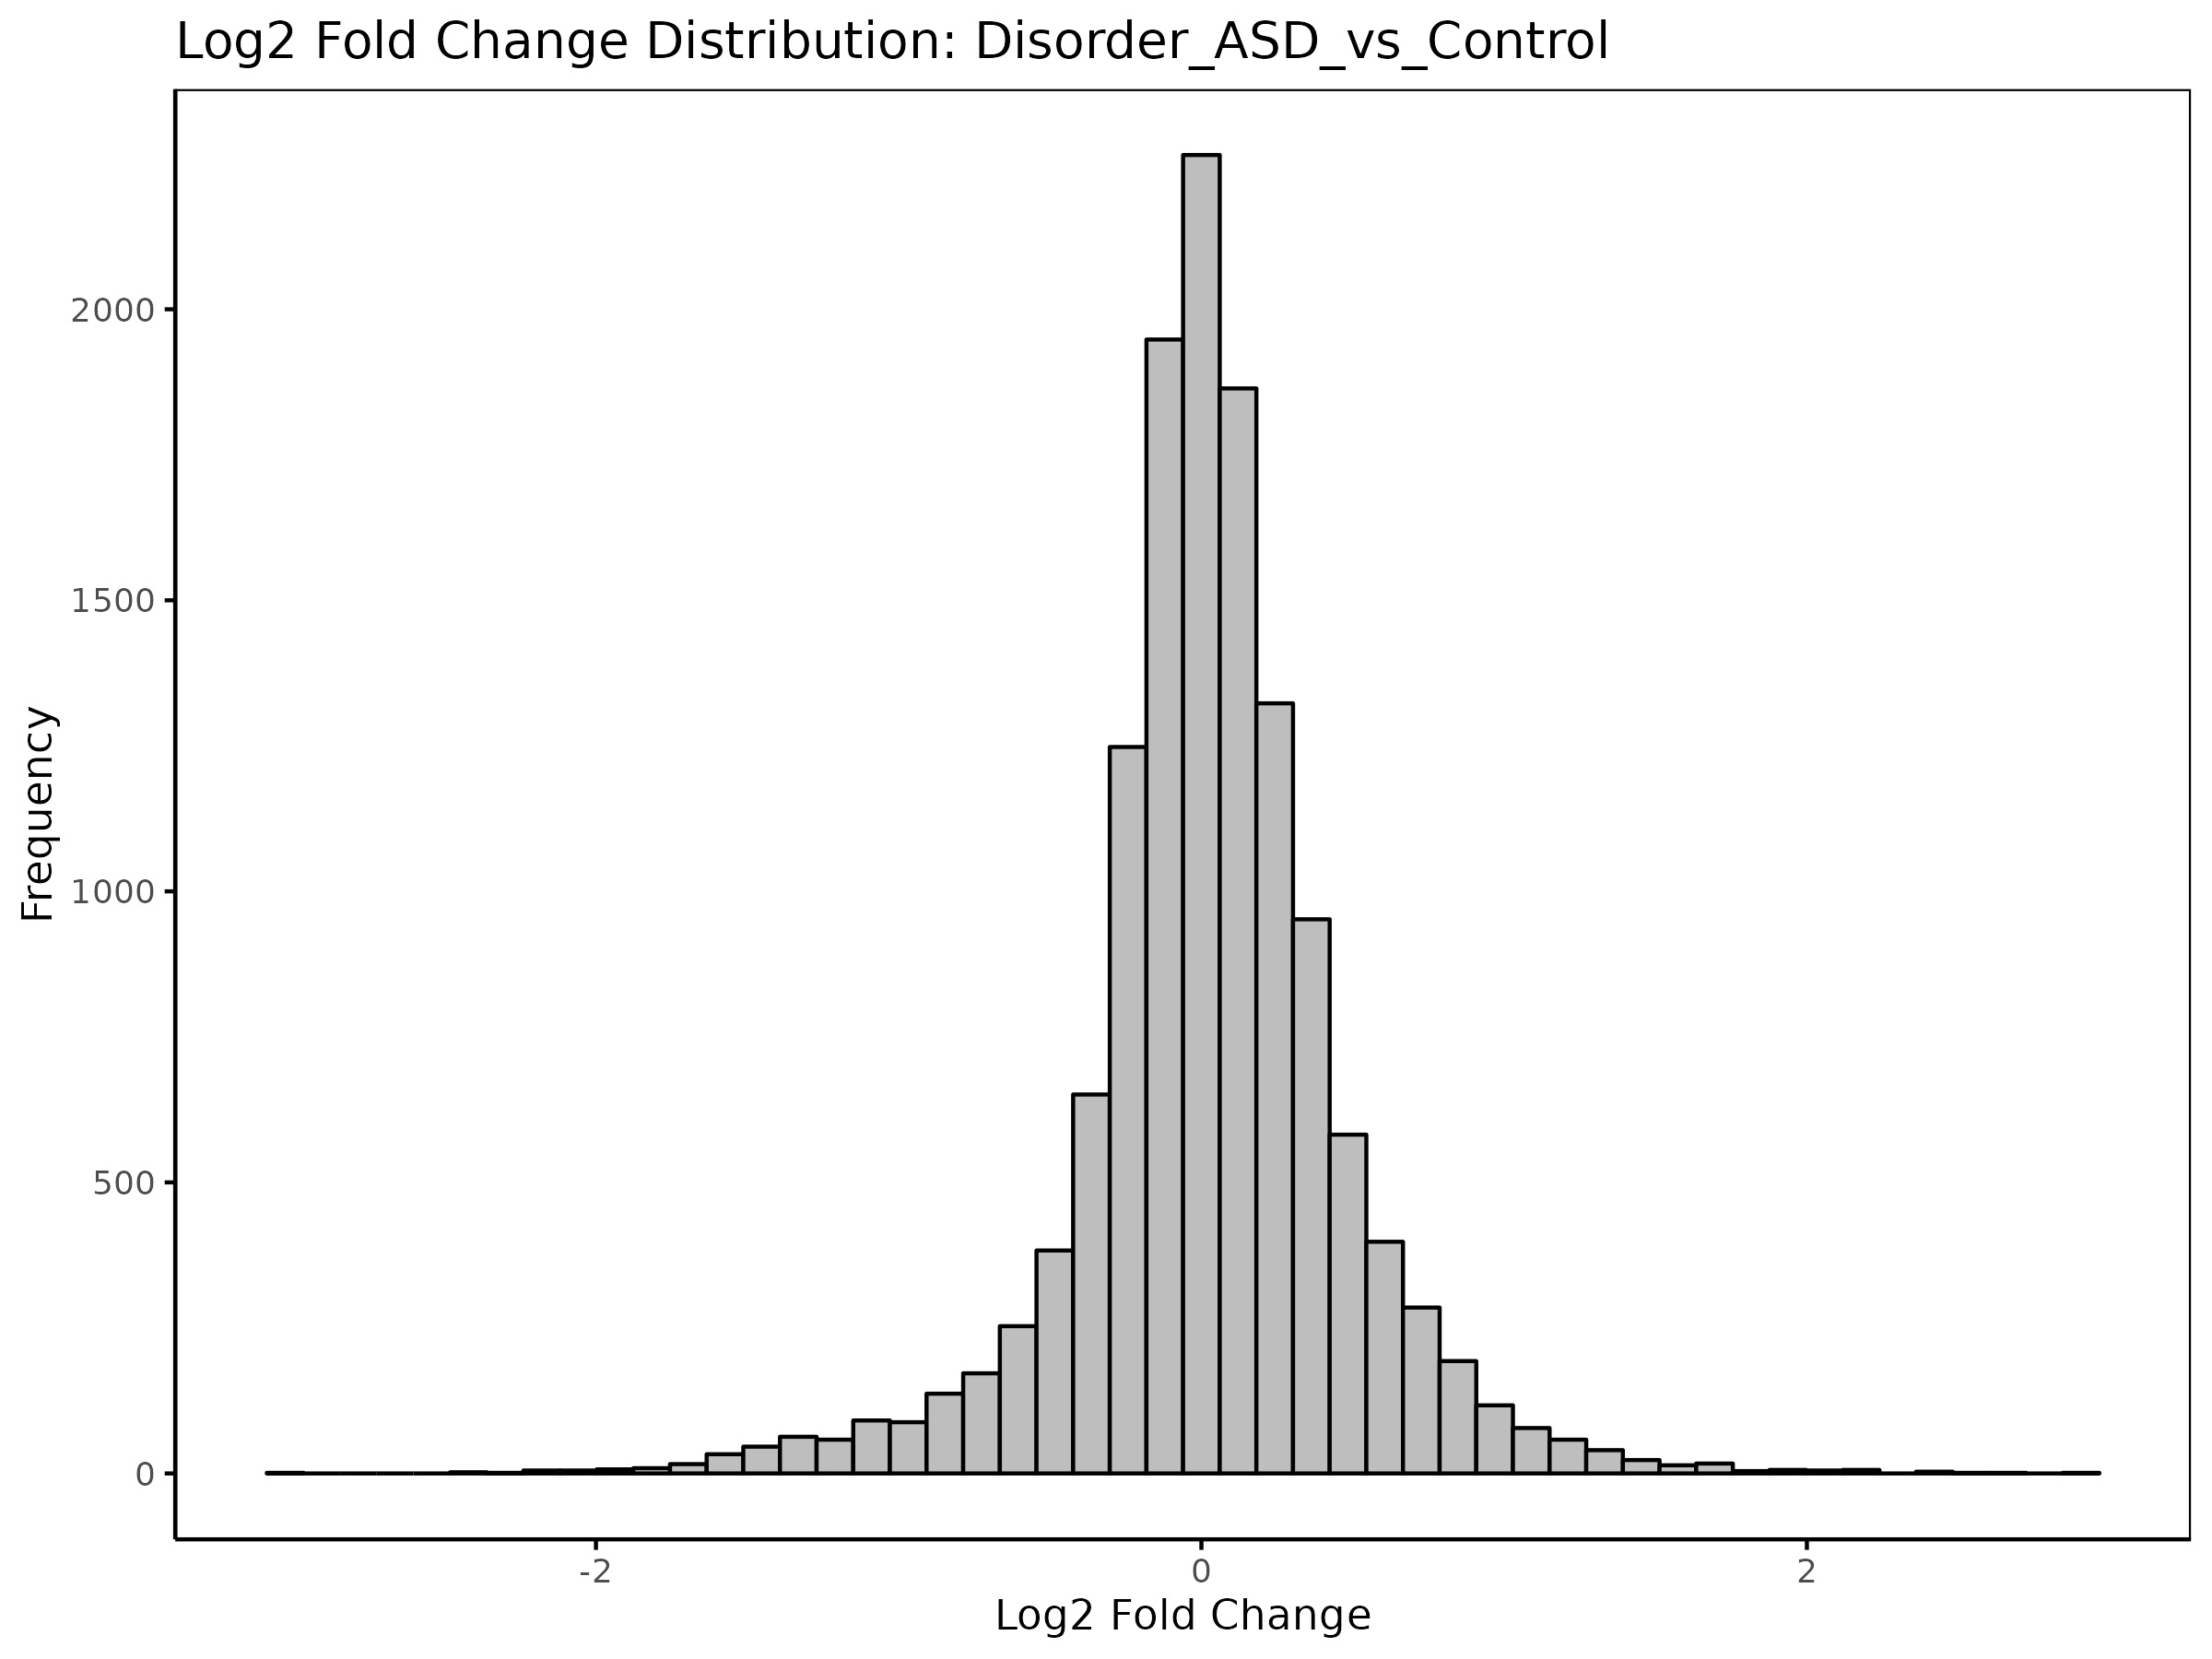 Log2 Fold Change Distribution: Disorder_ASD_vs_Control
Frequency
2000
1500
1000
500
0
-2
0
2
Log2 Fold Change